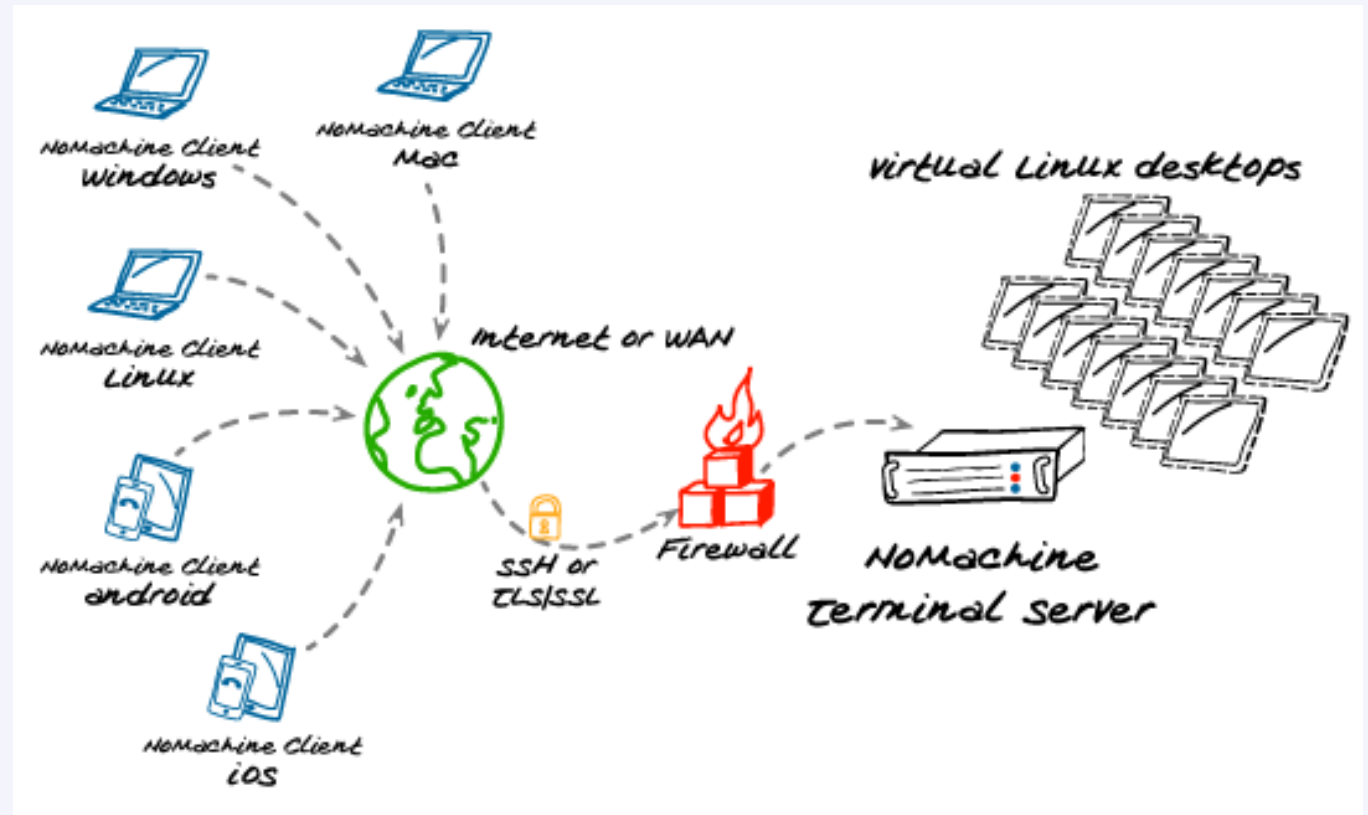 NoMachine Client
Windows
NoMachine Client
Mac
Virtual Linux desktops
NoMachine Client
Linux
Internet or WAN
NoMachine Client
android
SSH or
TLS/SSL
Firewall
NoMachine
Terminal Server
NoMachine Client
iOS